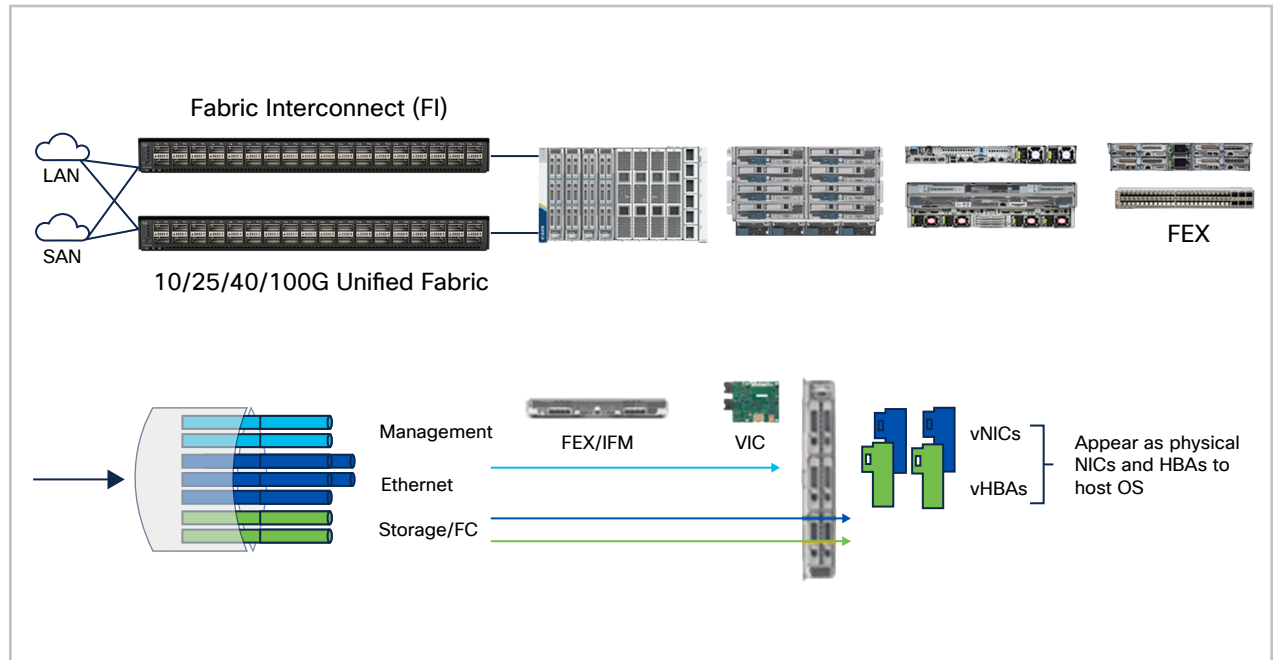 Fabric Interconnect (FI)
LAN
SAN
10/25/40/100G Unified Fabric
FEX
Management
Ethernet
Storage/FC
FEX/IFM
VIC
vNICs
vHBAs
Appear as physical
NICs and HBAs to
host OS